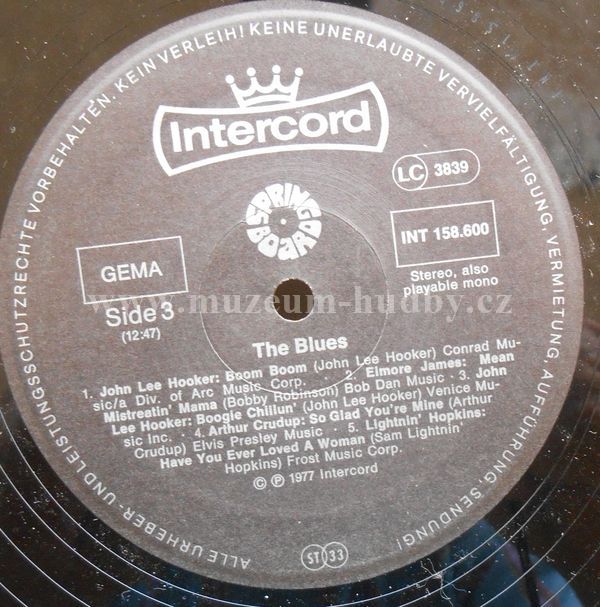 ALLE URHEBER- UND LEISTUNGSSCHUTZRECHTE VORBEHALTEN. KEIN VERLEIH! KEINE UNERLAUBTE VERVIELFÄLTIGUNG, VERMIETUNG, AUFFÜHRUNG, SENDUNG!
Intercord
LC 3839
SPRING BOARD
GEMA
INT 158.600
Side 3
(12:47)
Stereo, also
playable mono
www.muzeum-hudby.cz
The Blues
1. John Lee Hooker: Boom Boom (John Lee Hooker) Conrad Mu-
sic/a Div. of Arc Music Corp. · 2. Elmore James: Mean
Mistreatin' Mama (Bobby Robinson) Bob Dan Music · 3. John
Lee Hooker: Boogie Chillun' (John Lee Hooker) Venice Mu-
sic Inc. · 4. Arthur Crudup: So Glad You're Mine (Arthur
Crudup) Elvis Presley Music · 5. Lightnin' Hopkins:
Have You Ever Loved A Woman (Sam Lightnin'
Hopkins) Frost Music Corp.
© ℗ 1977 Intercord
ST 33